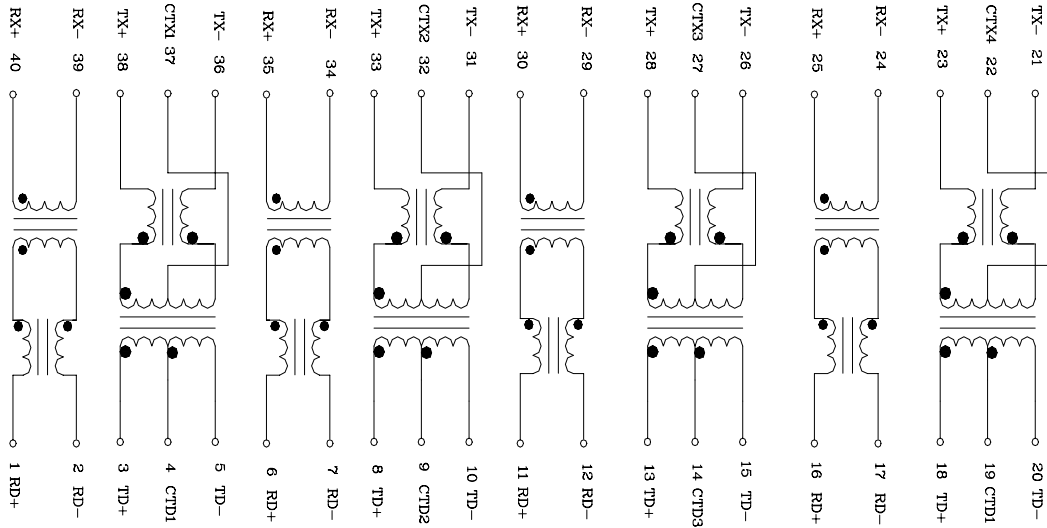 RX+ 40
RX- 39
TX+ 38
CTX1 37
TX- 36
RX+ 35
RX- 34
TX+ 33
CTX2 32
TX- 31
RX+ 30
RX- 29
TX+ 28
CTX3 27
TX- 26
RX+ 25
RX- 24
TX+ 23
CTX4 22
TX- 21
1 RD+
2 RD-
3 TD+
4 CTD1
5 TD-
6 RD+
7 RD-
8 TD+
9 CTD2
10 TD-
11 RD+
12 RD-
13 TD+
14 CTD3
15 TD-
16 RD+
17 RD-
18 TD+
19 CTD1
20 TD-